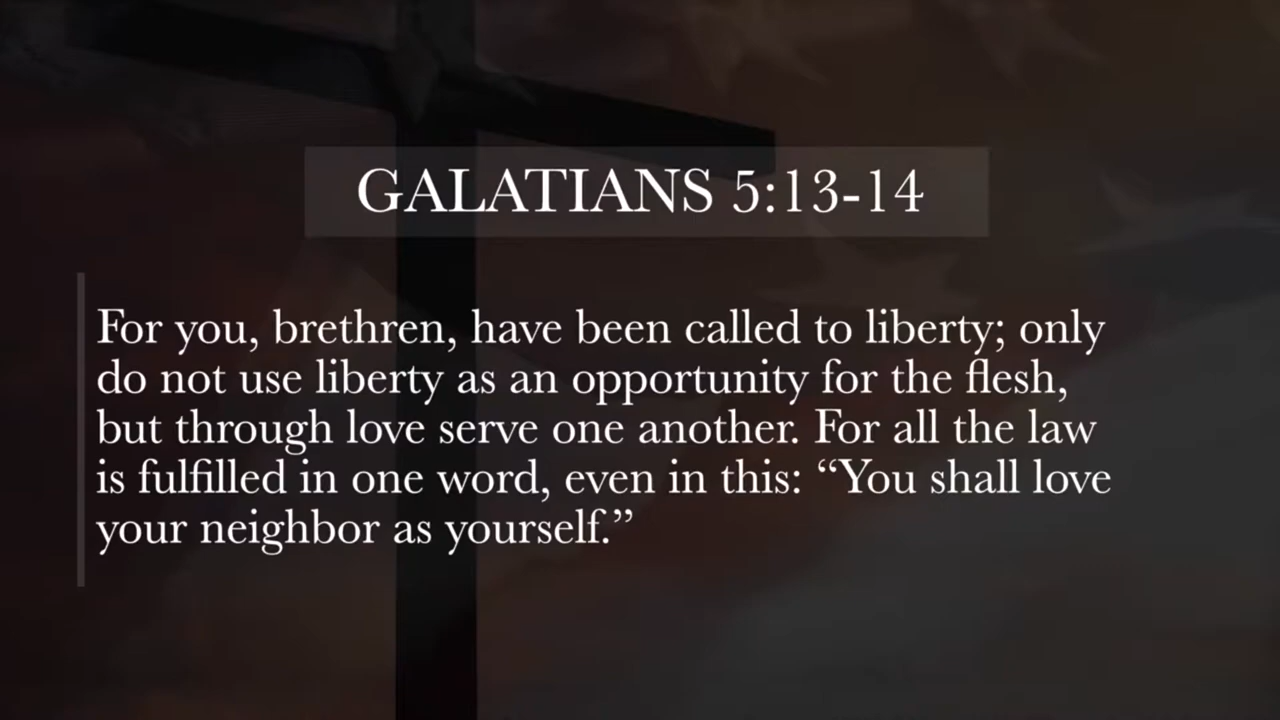 GALATIANS 5:13-14
For you, brethren, have been called to liberty; only
do not use liberty as an opportunity for the flesh,
but through love serve one another. For all the law
is fulfilled in one word, even in this: “You shall love
your neighbor as yourself.”